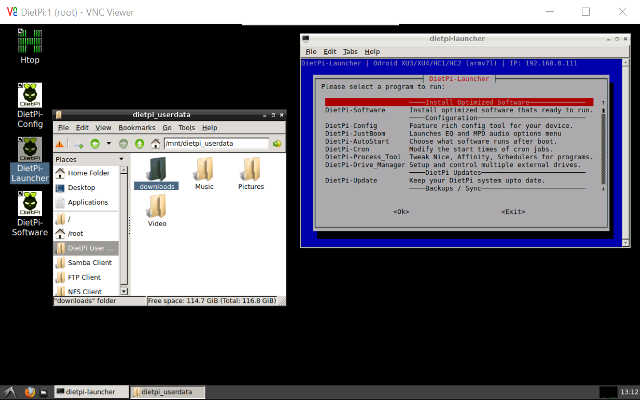 DietPi:1 (root) - VNC Viewer
Htop
DietPi-
Config
DietPi-
Launcher
DietPi-
Software
dietpi_userdata
File Edit View Bookmarks Go Tools Help
/mnt/dietpi_userdata
Places
Home Folder
Desktop
Applications
/
/root
DietPi User ...
Samba Client
FTP Client
NFS Client
downloads
Music
Pictures
Video
"downloads" folder
Free space: 114.7 GiB (Total: 116.8 GiB)
dietpi-launcher
File Edit Tabs Help
DietPi-Launcher | Odroid XU3/XU4/HC1/HC2 (armv7l) | IP: 192.168.0.111
DietPi-Launcher
Please select a program to run:
Install Optimized Software
DietPi-Software Install optimized software thats ready to run.
Configuration
DietPi-Config Feature rich config tool for your device.
DietPi-JustBoom Launches EQ and MPD audio options menu
DietPi-AutoStart Choose what software runs after boot.
DietPi-Cron Modify the start times of cron jobs.
DietPi-Process_Tool Tweak Nice, Affinity, Schedulers for programs.
DietPi-Drive_Manager Setup and control multiple external drives.
DietPi Updates
DietPi-Update Keep your DietPi system upto date.
Backups / Sync
<Ok> <Exit>
dietpi-launcher
dietpi_userdata
13:12